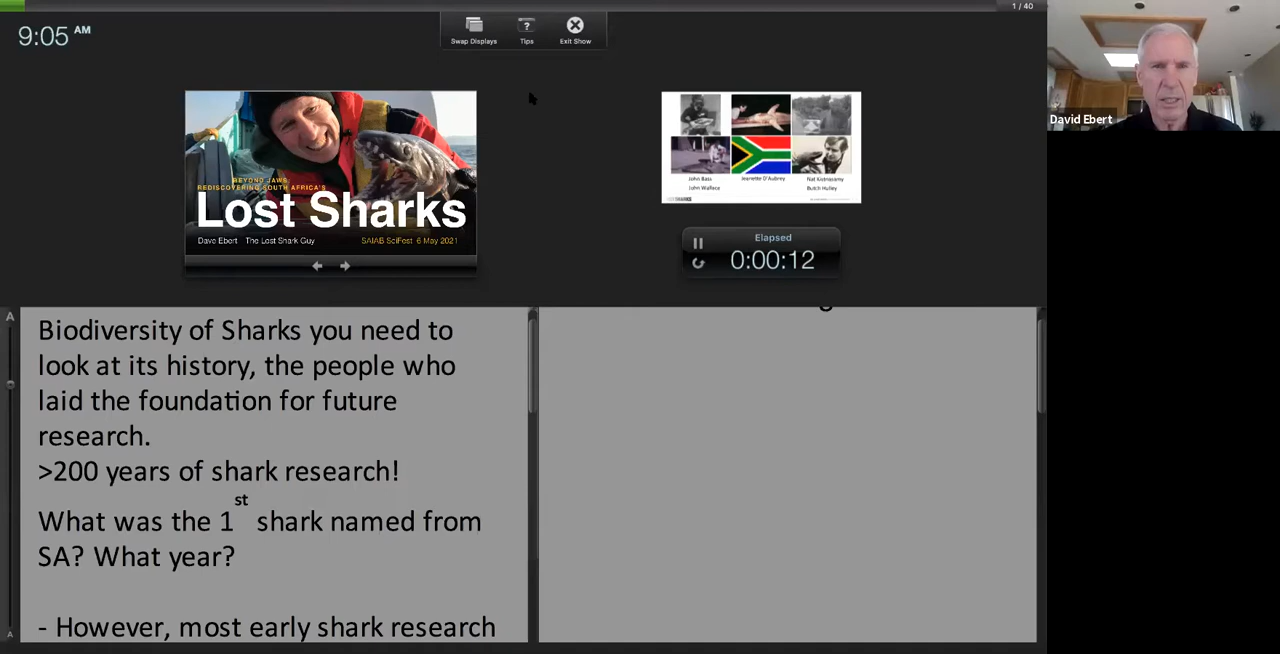 1 / 40
9:05 AM
Swap Displays
Tips
Exit Show
David Ebert
BEYOND JAWS
REDISCOVERING SOUTH AFRICA'S
Lost Sharks
Dave Ebert The Lost Shark Guy
SAIAB SciFest 6 May 2021
John Bass
John Wallace
Jeanette D'Aubrey
Butch Hulley
Elapsed
0:00:12
A
A
Biodiversity of Sharks you need to
look at its history, the people who
laid the foundation for future
research.
>200 years of shark research!
What was the 1st shark named from
SA? What year?
- However, most early shark research